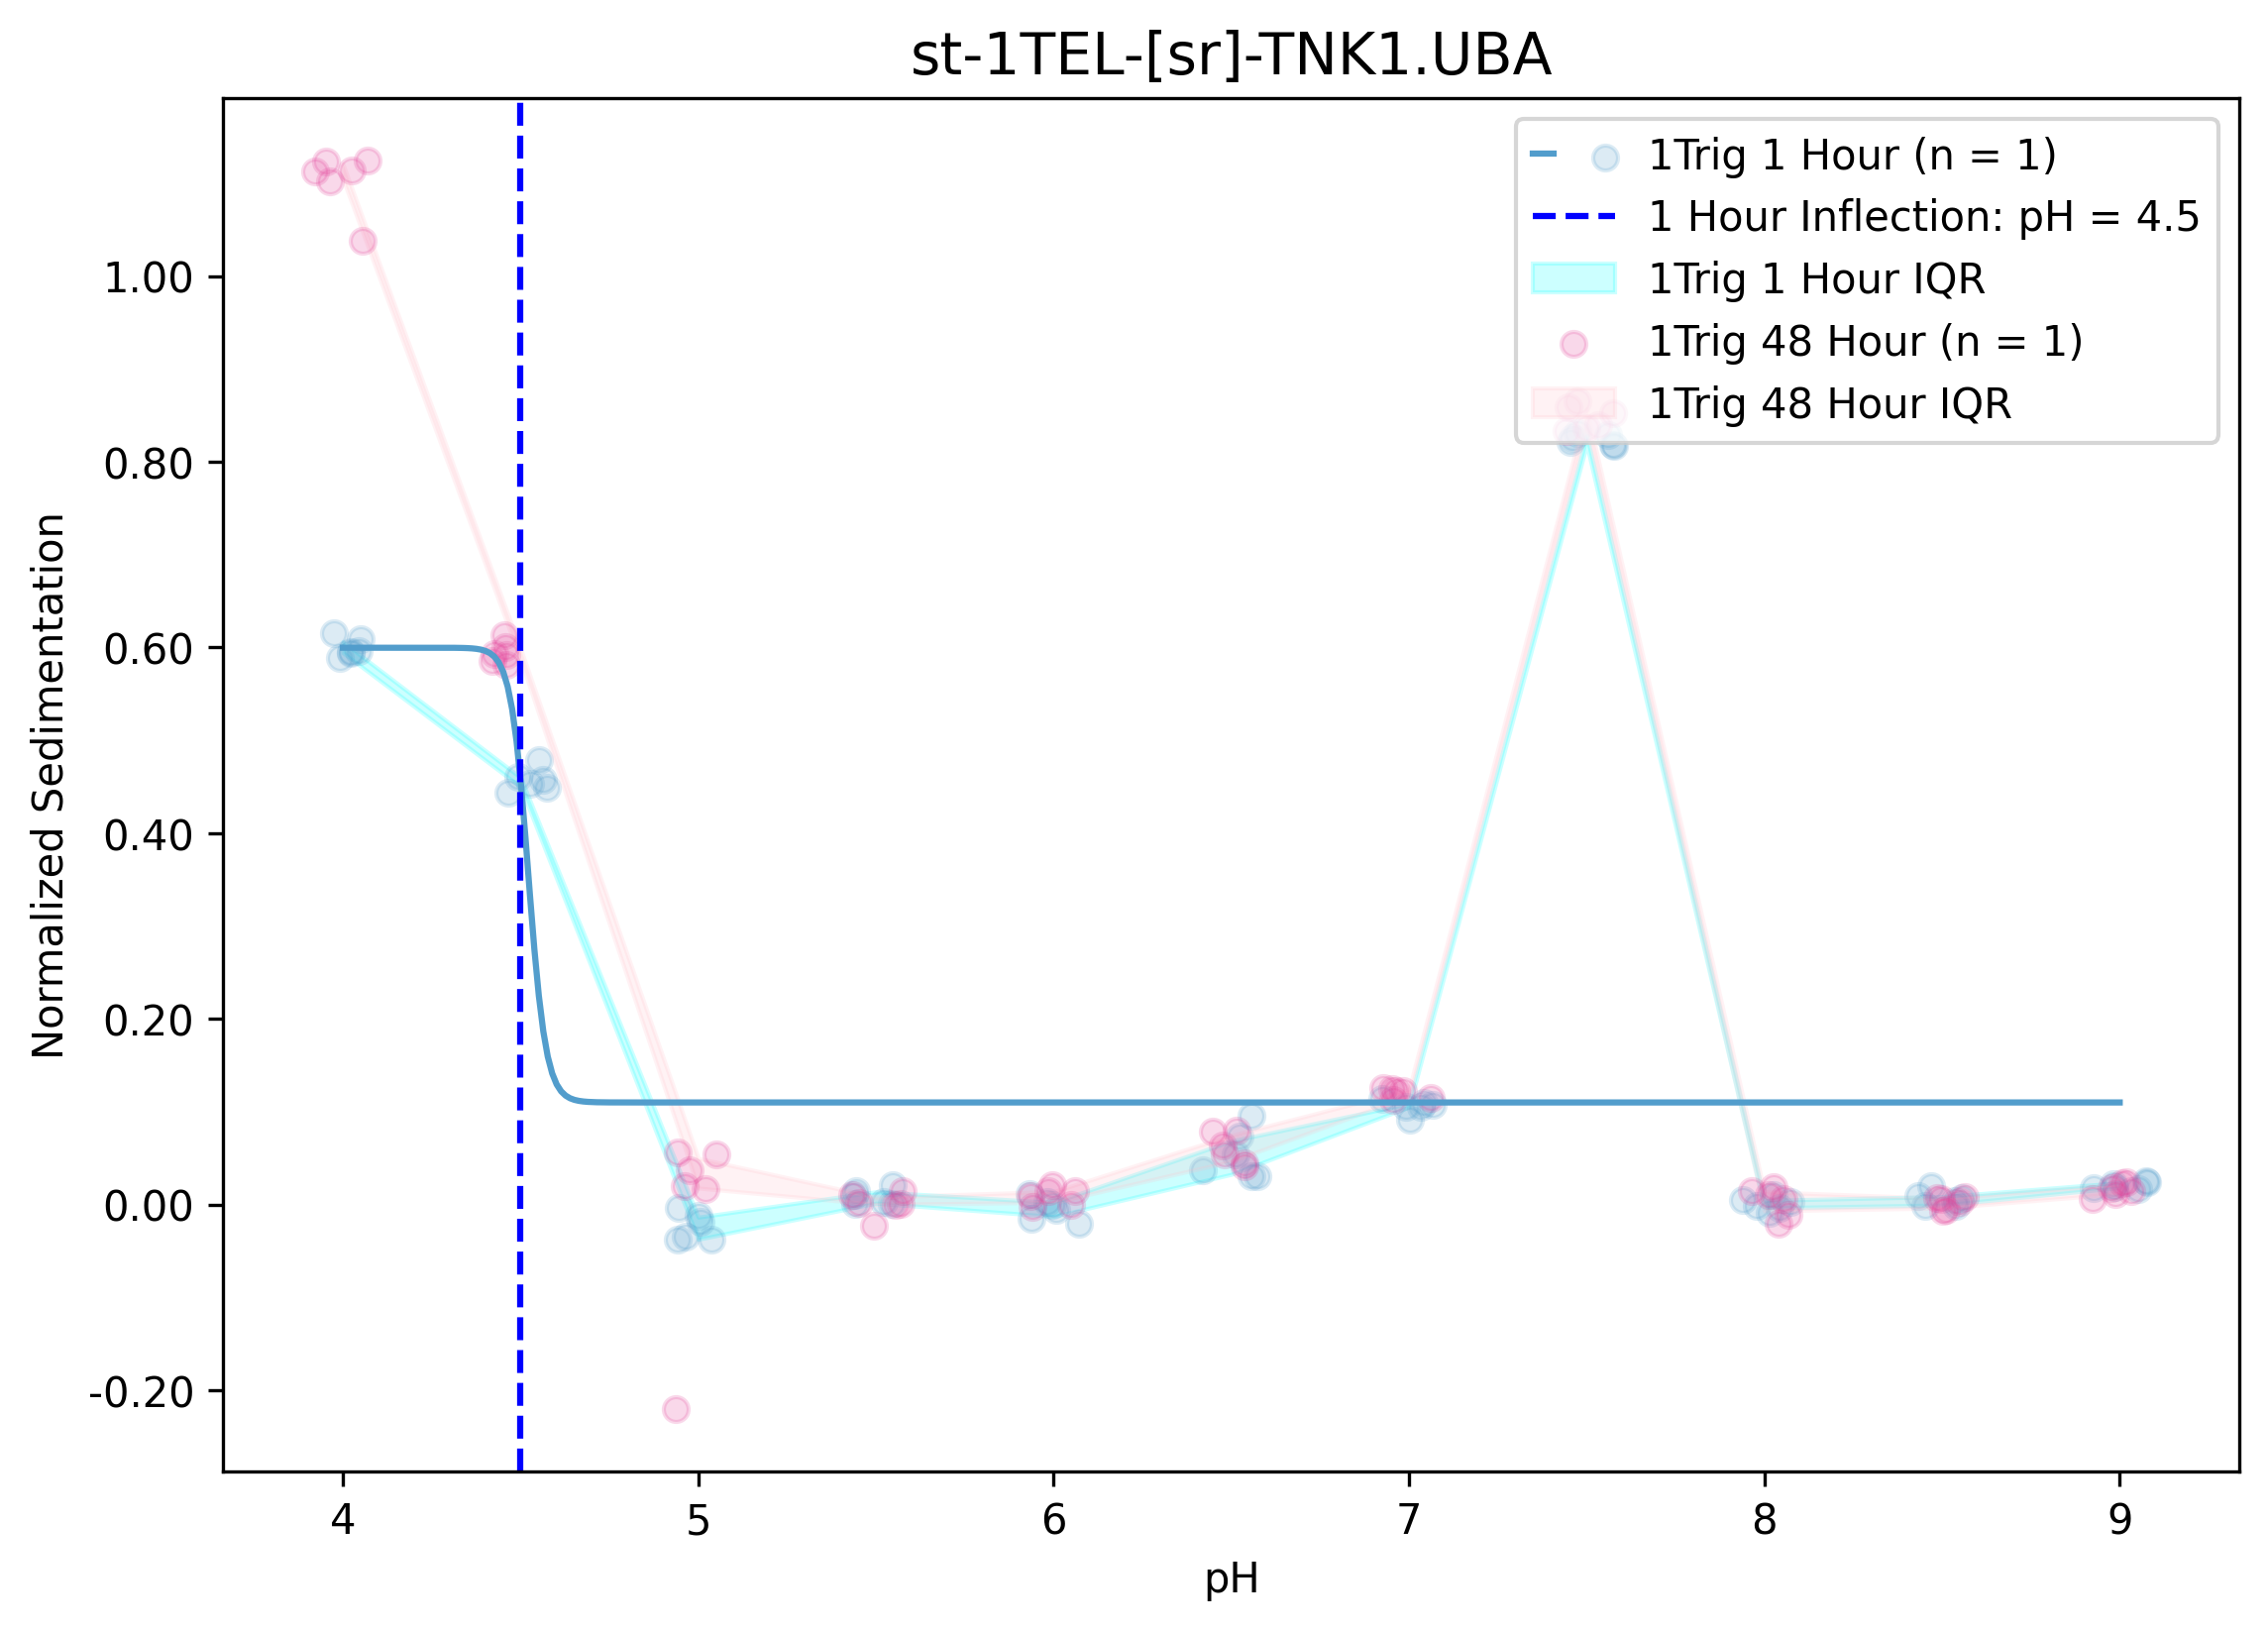 st-1TEL-[sr]-TNK1.UBA
1Trig 1 Hour (n = 1)
1 Hour Inflection: pH = 4.5
1Trig 1 Hour IQR
1Trig 48 Hour (n = 1)
1Trig 48 Hour IQR
Normalized Sedimentation
1.00
0.80
0.60
0.40
0.20
0.00
-0.20
4 5 6 7 8 9
pH